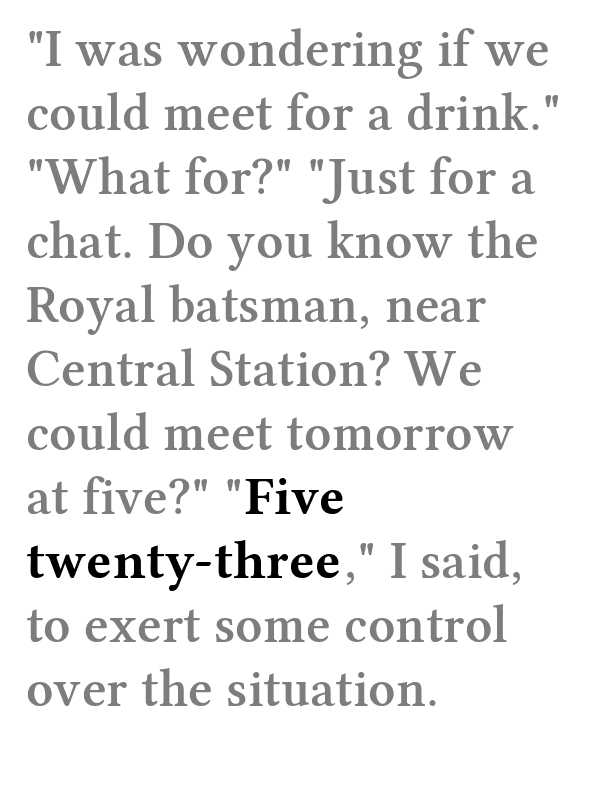 "I was wondering if we
could meet for a drink."
"What for?" "Just for a
chat. Do you know the
Royal batsman, near
Central Station? We
could meet tomorrow
at five?" "Five
twenty-three," I said,
to exert some control
over the situation.